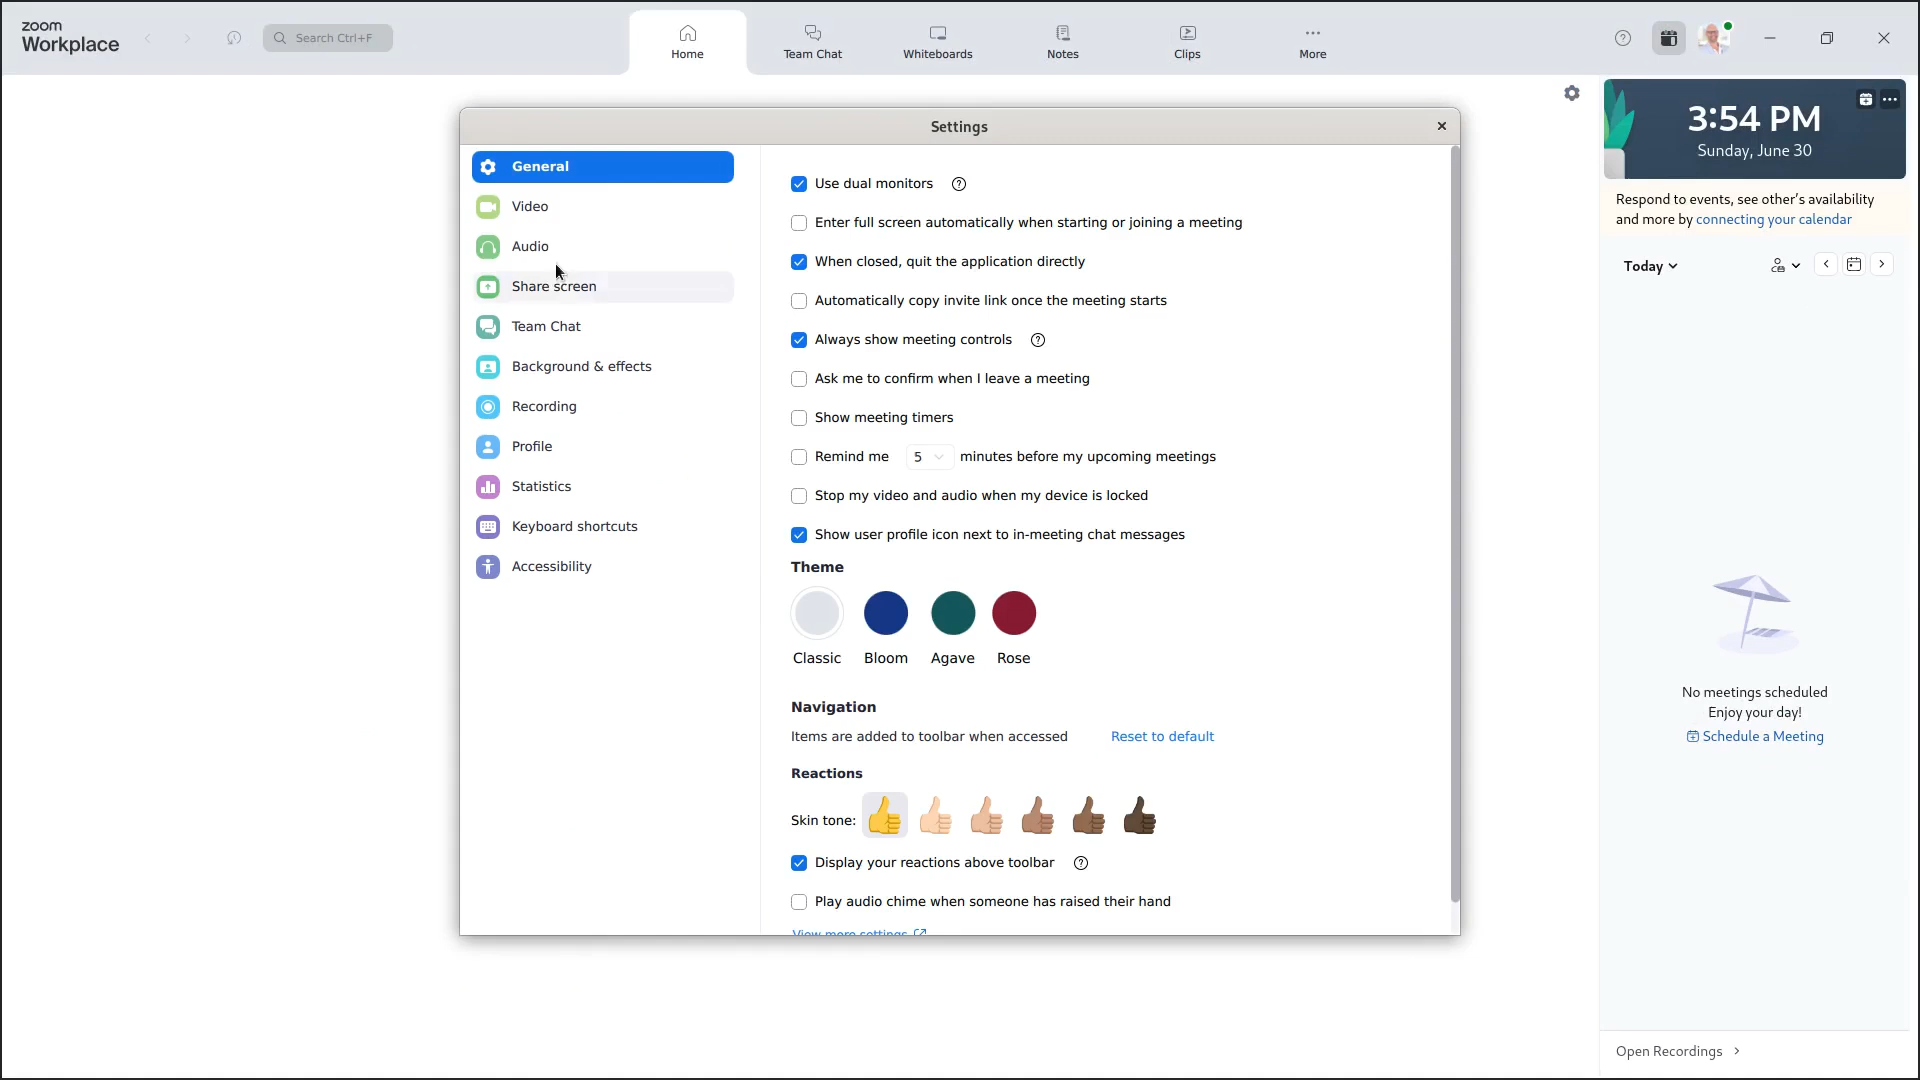 zoom
Workplace
Search Ctrl+F
Home
Team Chat
Whiteboards
Notes
Clips
More
Settings
General
Video
Audio
Share screen
Team Chat
Background & effects
Recording
Profile
Statistics
Keyboard shortcuts
Accessibility
Use dual monitors
Enter full screen automatically when starting or joining a meeting
When closed, quit the application directly
Automatically copy invite link once the meeting starts
Always show meeting controls
Ask me to confirm when I leave a meeting
Show meeting timers
Remind me 5 minutes before my upcoming meetings
Stop my video and audio when my device is locked
Show user profile icon next to in-meeting chat messages
Theme
Classic Bloom Agave Rose
Navigation
Items are added to toolbar when accessed Reset to default
Reactions
Skin tone:
Display your reactions above toolbar
Play audio chime when someone has raised their hand
View more settings
3:54 PM
Sunday, June 30
Respond to events, see other’s availability
and more by connecting your calendar
Today
No meetings scheduled
Enjoy your day!
Schedule a Meeting
Open Recordings